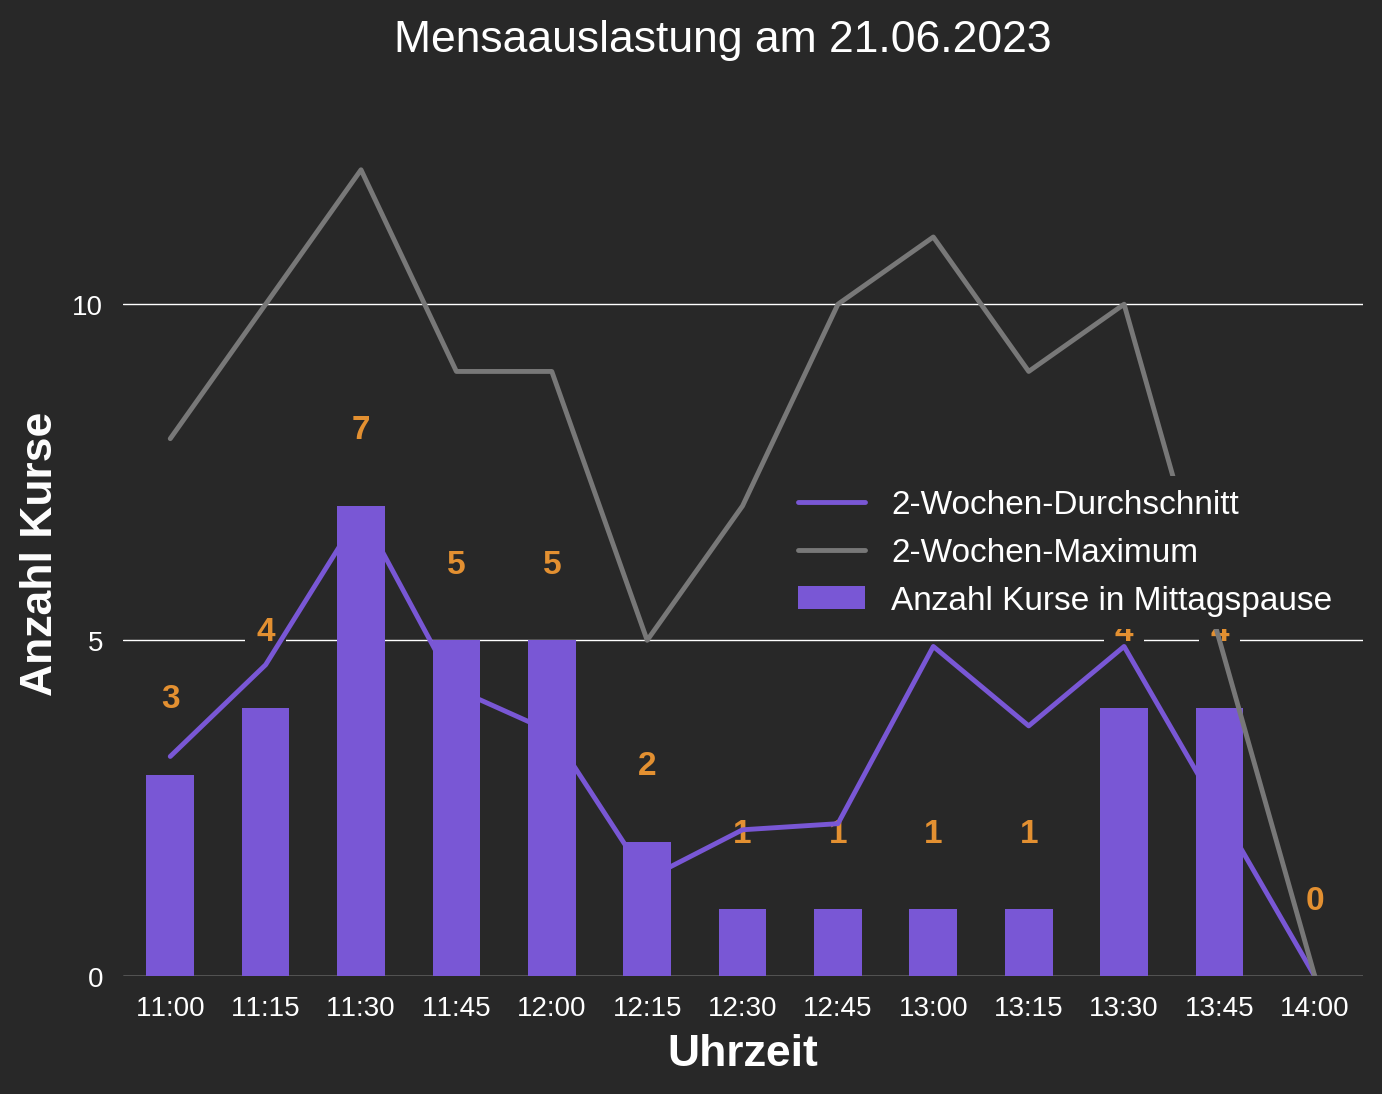 Mensaauslastung am 21.06.2023
Anzahl Kurse
10
5
0
7
5
5
4
4
4
3
2
1
1
1
1
0
2-Wochen-Durchschnitt
2-Wochen-Maximum
Anzahl Kurse in Mittagspause
11:00 11:15 11:30 11:45 12:00 12:15 12:30 12:45 13:00 13:15 13:30 13:45 14:00
Uhrzeit